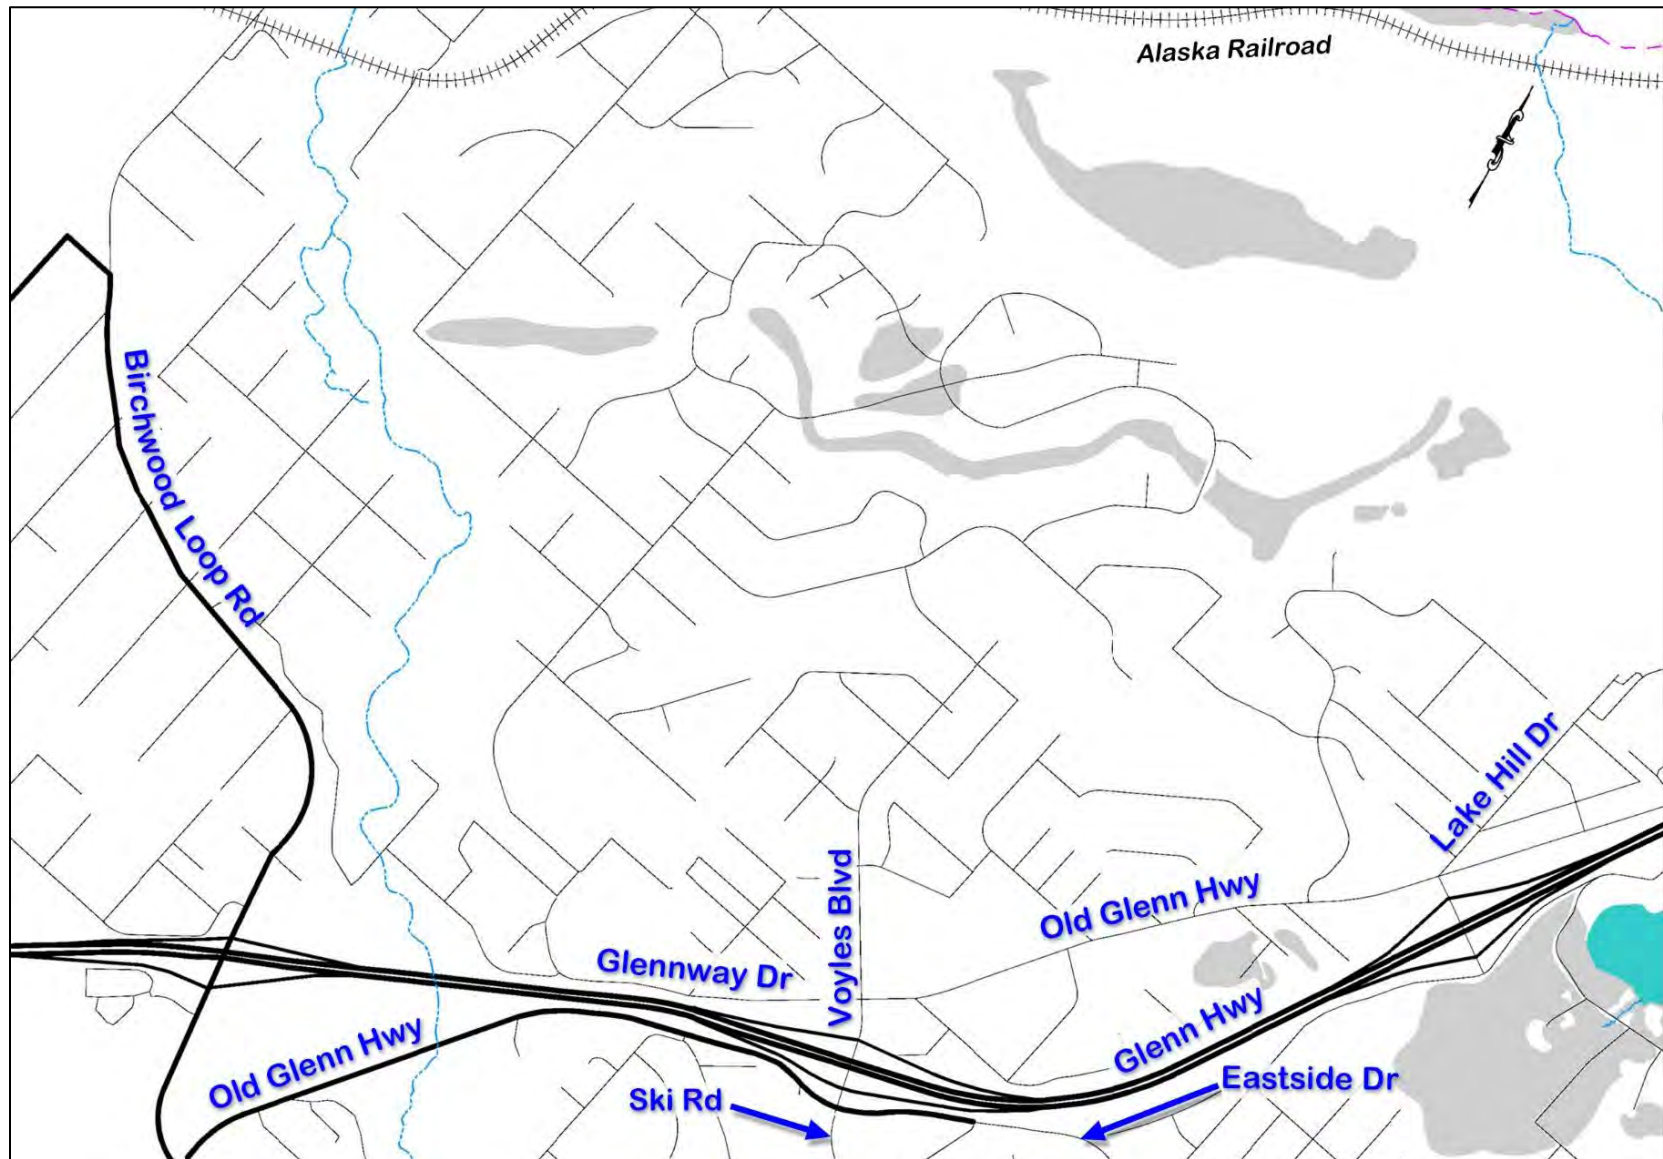 Alaska Railroad
Birchwood Loop Rd
Lake Hill Dr
Voyles Blvd
Old Glenn Hwy
Glennway Dr
Glenn Hwy
Old Glenn Hwy
Eastside Dr
Ski Rd